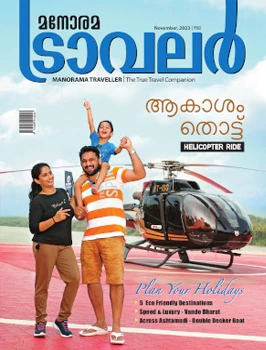 November, 2023 | ₹50
മനോരമ
ട്രാവലർ
MANORAMA TRAVELLER | The True Travel Companion
ആകാശം
തൊട്ട്
HELICOPTER RIDE
Plan Your Holidays
5 Eco Friendly Destinations
Speed & Luxury - Vande Bharat
Across Ashtamudi - Double Decker Boat